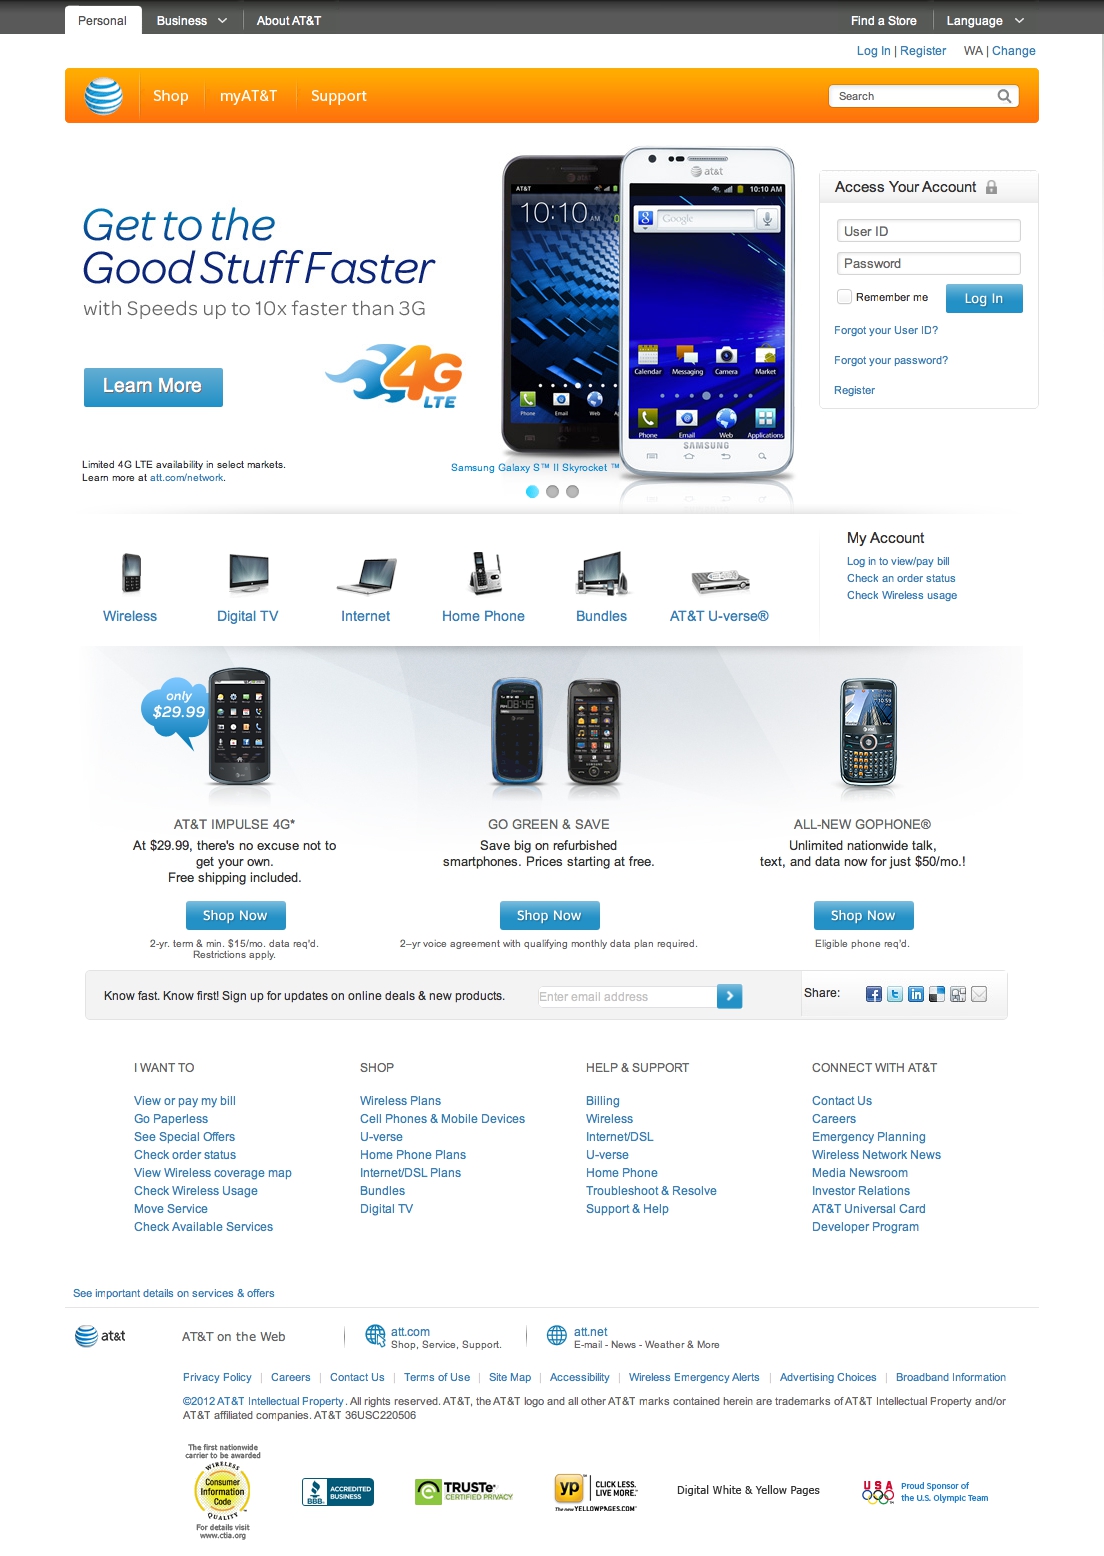 Personal
Business
About AT&T
Find a Store
Language
Log In | Register
WA | Change
Shop
myAT&T
Support
Search
Get to the
Good Stuff Faster
with Speeds up to 10x faster than 3G
Learn More
4G
LTE
Limited 4G LTE availability in select markets.
Learn more at att.com/network.
AT&T
10:10 AM
Phone
Email
Web
at&t
10:10 AM
Google
Calendar
Messaging
Camera
Market
Phone
Email
Web
Applications
SAMSUNG
Samsung Galaxy S™ II Skyrocket ™
Access Your Account
User ID
Password
Remember me
Log In
Forgot your User ID?
Forgot your password?
Register
Wireless
Digital TV
Internet
Home Phone
Bundles
AT&T U-verse®
My Account
Log in to view/pay bill
Check an order status
Check Wireless usage
only
$29.99
AT&T IMPULSE 4G*
At $29.99, there's no excuse not to
get your own.
Free shipping included.
Shop Now
2-yr. term & min. $15/mo. data req'd.
Restrictions apply.
08:45
GO GREEN & SAVE
Save big on refurbished
smartphones. Prices starting at free.
Shop Now
2–yr voice agreement with qualifying monthly data plan required.
ALL-NEW GOPHONE®
Unlimited nationwide talk,
text, and data now for just $50/mo.!
Shop Now
Eligible phone req'd.
Know fast. Know first! Sign up for updates on online deals & new products.
Enter email address
Share:
I WANT TO
View or pay my bill
Go Paperless
See Special Offers
Check order status
View Wireless coverage map
Check Wireless Usage
Move Service
Check Available Services
SHOP
Wireless Plans
Cell Phones & Mobile Devices
U-verse
Home Phone Plans
Internet/DSL Plans
Bundles
Digital TV
HELP & SUPPORT
Billing
Wireless
Internet/DSL
U-verse
Home Phone
Troubleshoot & Resolve
Support & Help
CONNECT WITH AT&T
Contact Us
Careers
Emergency Planning
Wireless Network News
Media Newsroom
Investor Relations
AT&T Universal Card
Developer Program
See important details on services & offers
at&t
AT&T on the Web
att.com
Shop, Service, Support.
att.net
E-mail - News - Weather & More
Privacy Policy | Careers | Contact Us | Terms of Use | Site Map | Accessibility | Wireless Emergency Alerts | Advertising Choices | Broadband Information
©2012 AT&T Intellectual Property. All rights reserved. AT&T, the AT&T logo and all other AT&T marks contained herein are trademarks of AT&T Intellectual Property and/or
AT&T affiliated companies. AT&T 36USC220506
The first nationwide
carrier to be awarded
WIRELESS
Consumer
Information
Code
QUALITY
For details visit
www.ctia.org
BBB
ACCREDITED
BUSINESS
TRUSTe
CERTIFIED PRIVACY
yp
CLICK LESS.
LIVE MORE.
The new YELLOWPAGES.COM
Digital White & Yellow Pages
USA
Proud Sponsor of
the U.S. Olympic Team